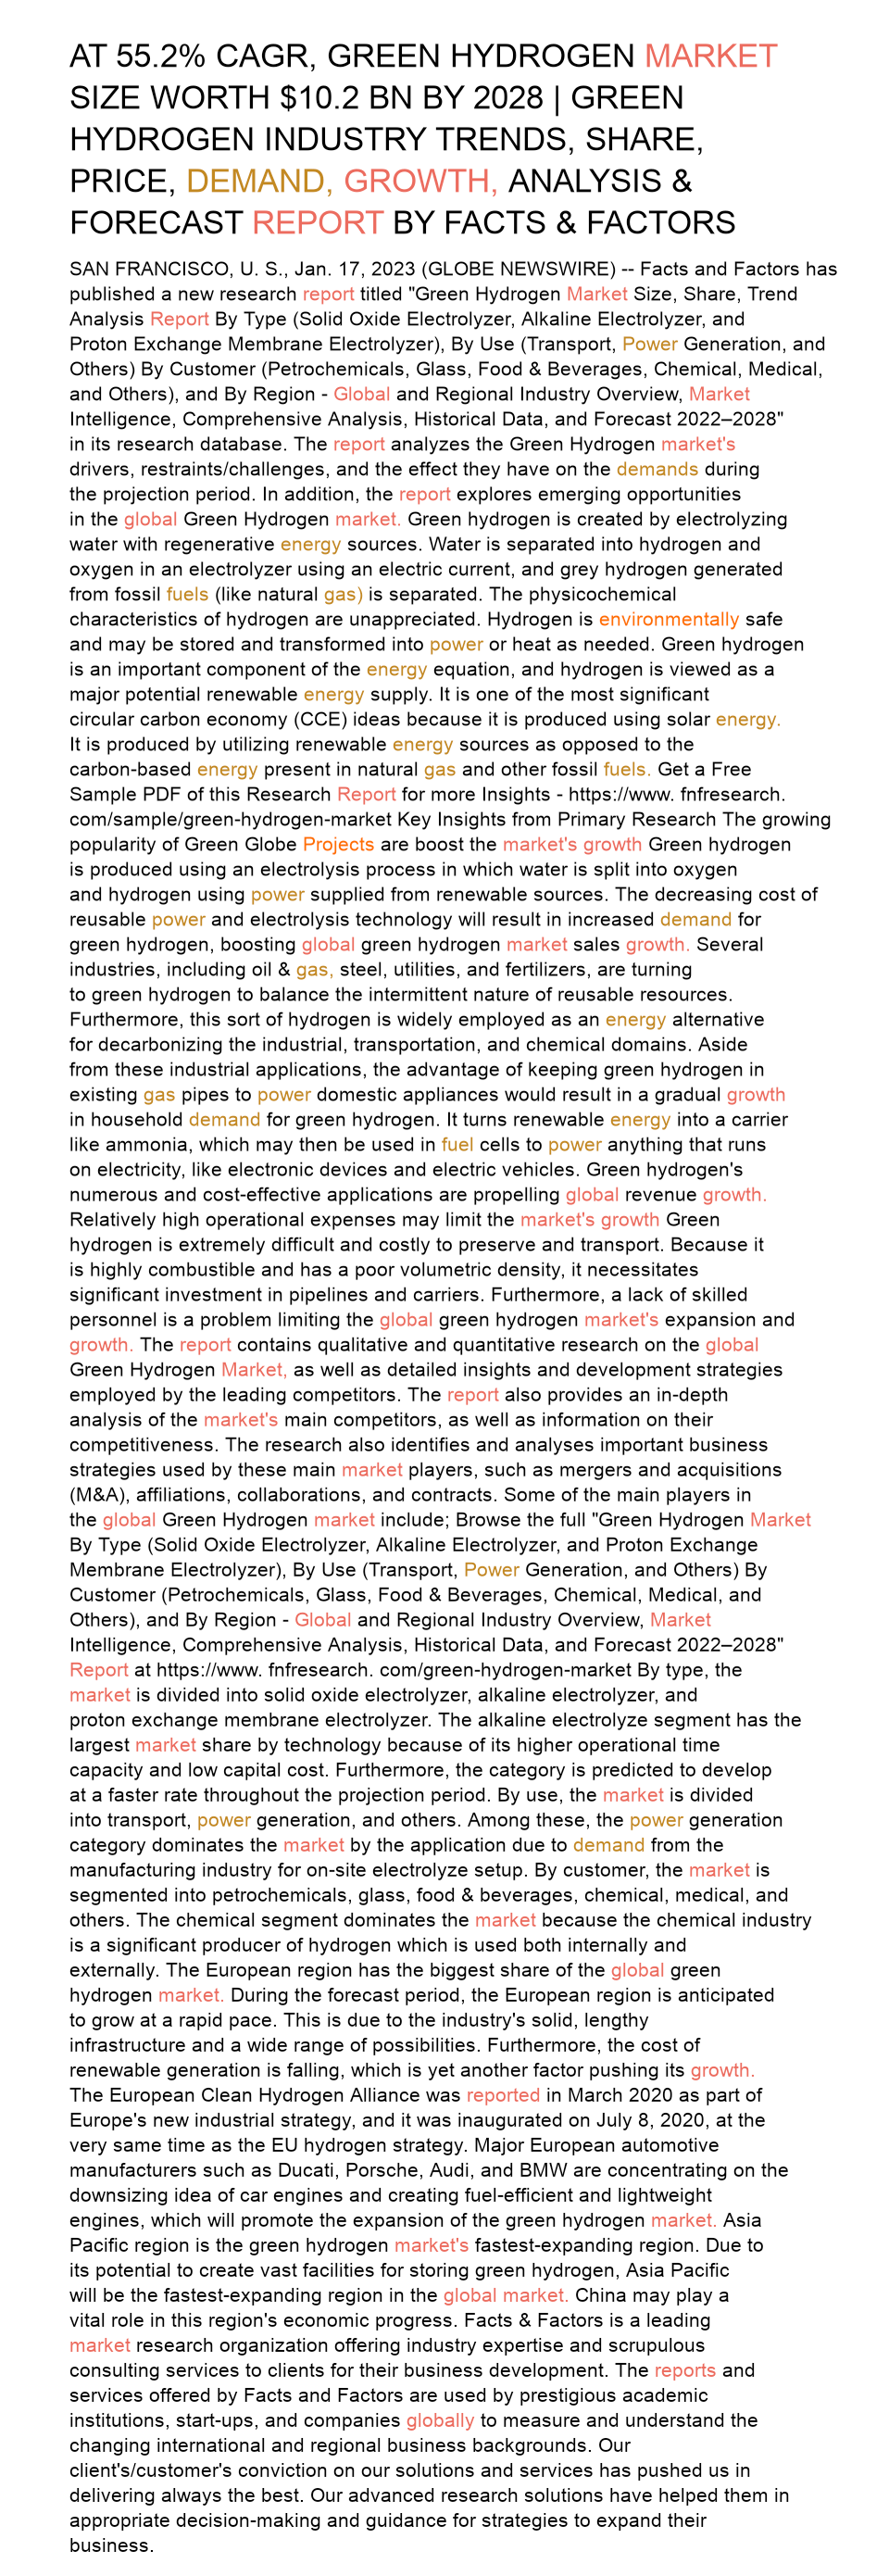 AT 55.2% CAGR, GREEN HYDROGEN MARKET
SIZE WORTH $10.2 BN BY 2028 | GREEN
HYDROGEN INDUSTRY TRENDS, SHARE,
PRICE, DEMAND, GROWTH, ANALYSIS &
FORECAST REPORT BY FACTS & FACTORS
SAN FRANCISCO, U. S., Jan. 17, 2023 (GLOBE NEWSWIRE) -- Facts and Factors has
published a new research report titled "Green Hydrogen Market Size, Share, Trend
Analysis Report By Type (Solid Oxide Electrolyzer, Alkaline Electrolyzer, and
Proton Exchange Membrane Electrolyzer), By Use (Transport, Power Generation, and
Others) By Customer (Petrochemicals, Glass, Food & Beverages, Chemical, Medical,
and Others), and By Region - Global and Regional Industry Overview, Market
Intelligence, Comprehensive Analysis, Historical Data, and Forecast 2022–2028"
in its research database. The report analyzes the Green Hydrogen market's
drivers, restraints/challenges, and the effect they have on the demands during
the projection period. In addition, the report explores emerging opportunities
in the global Green Hydrogen market. Green hydrogen is created by electrolyzing
water with regenerative energy sources. Water is separated into hydrogen and
oxygen in an electrolyzer using an electric current, and grey hydrogen generated
from fossil fuels (like natural gas) is separated. The physicochemical
characteristics of hydrogen are unappreciated. Hydrogen is environmentally safe
and may be stored and transformed into power or heat as needed. Green hydrogen
is an important component of the energy equation, and hydrogen is viewed as a
major potential renewable energy supply. It is one of the most significant
circular carbon economy (CCE) ideas because it is produced using solar energy.
It is produced by utilizing renewable energy sources as opposed to the
carbon-based energy present in natural gas and other fossil fuels. Get a Free
Sample PDF of this Research Report for more Insights - https://www. fnfresearch.
com/sample/green-hydrogen-market Key Insights from Primary Research The growing
popularity of Green Globe Projects are boost the market's growth Green hydrogen
is produced using an electrolysis process in which water is split into oxygen
and hydrogen using power supplied from renewable sources. The decreasing cost of
reusable power and electrolysis technology will result in increased demand for
green hydrogen, boosting global green hydrogen market sales growth. Several
industries, including oil & gas, steel, utilities, and fertilizers, are turning
to green hydrogen to balance the intermittent nature of reusable resources.
Furthermore, this sort of hydrogen is widely employed as an energy alternative
for decarbonizing the industrial, transportation, and chemical domains. Aside
from these industrial applications, the advantage of keeping green hydrogen in
existing gas pipes to power domestic appliances would result in a gradual growth
in household demand for green hydrogen. It turns renewable energy into a carrier
like ammonia, which may then be used in fuel cells to power anything that runs
on electricity, like electronic devices and electric vehicles. Green hydrogen's
numerous and cost-effective applications are propelling global revenue growth.
Relatively high operational expenses may limit the market's growth Green
hydrogen is extremely difficult and costly to preserve and transport. Because it
is highly combustible and has a poor volumetric density, it necessitates
significant investment in pipelines and carriers. Furthermore, a lack of skilled
personnel is a problem limiting the global green hydrogen market's expansion and
growth. The report contains qualitative and quantitative research on the global
Green Hydrogen Market, as well as detailed insights and development strategies
employed by the leading competitors. The report also provides an in-depth
analysis of the market's main competitors, as well as information on their
competitiveness. The research also identifies and analyses important business
strategies used by these main market players, such as mergers and acquisitions
(M&A), affiliations, collaborations, and contracts. Some of the main players in
the global Green Hydrogen market include; Browse the full "Green Hydrogen Market
By Type (Solid Oxide Electrolyzer, Alkaline Electrolyzer, and Proton Exchange
Membrane Electrolyzer), By Use (Transport, Power Generation, and Others) By
Customer (Petrochemicals, Glass, Food & Beverages, Chemical, Medical, and
Others), and By Region - Global and Regional Industry Overview, Market
Intelligence, Comprehensive Analysis, Historical Data, and Forecast 2022–2028"
Report at https://www. fnfresearch. com/green-hydrogen-market By type, the
market is divided into solid oxide electrolyzer, alkaline electrolyzer, and
proton exchange membrane electrolyzer. The alkaline electrolyze segment has the
largest market share by technology because of its higher operational time
capacity and low capital cost. Furthermore, the category is predicted to develop
at a faster rate throughout the projection period. By use, the market is divided
into transport, power generation, and others. Among these, the power generation
category dominates the market by the application due to demand from the
manufacturing industry for on-site electrolyze setup. By customer, the market is
segmented into petrochemicals, glass, food & beverages, chemical, medical, and
others. The chemical segment dominates the market because the chemical industry
is a significant producer of hydrogen which is used both internally and
externally. The European region has the biggest share of the global green
hydrogen market. During the forecast period, the European region is anticipated
to grow at a rapid pace. This is due to the industry's solid, lengthy
infrastructure and a wide range of possibilities. Furthermore, the cost of
renewable generation is falling, which is yet another factor pushing its growth.
The European Clean Hydrogen Alliance was reported in March 2020 as part of
Europe's new industrial strategy, and it was inaugurated on July 8, 2020, at the
very same time as the EU hydrogen strategy. Major European automotive
manufacturers such as Ducati, Porsche, Audi, and BMW are concentrating on the
downsizing idea of car engines and creating fuel-efficient and lightweight
engines, which will promote the expansion of the green hydrogen market. Asia
Pacific region is the green hydrogen market's fastest-expanding region. Due to
its potential to create vast facilities for storing green hydrogen, Asia Pacific
will be the fastest-expanding region in the global market. China may play a
vital role in this region's economic progress. Facts & Factors is a leading
market research organization offering industry expertise and scrupulous
consulting services to clients for their business development. The reports and
services offered by Facts and Factors are used by prestigious academic
institutions, start-ups, and companies globally to measure and understand the
changing international and regional business backgrounds. Our
client's/customer's conviction on our solutions and services has pushed us in
delivering always the best. Our advanced research solutions have helped them in
appropriate decision-making and guidance for strategies to expand their
business.